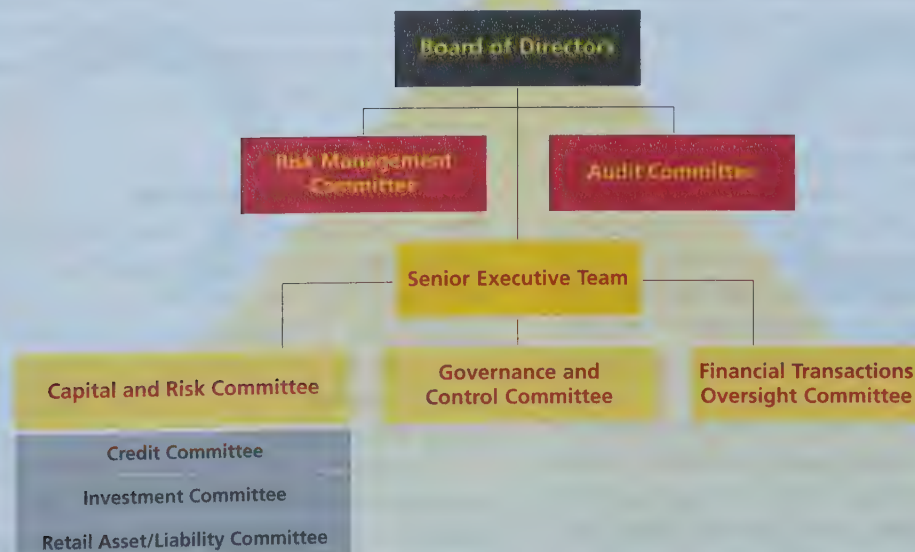 Board of Directors
Risk Management
Committee
Audit Committee
Senior Executive Team
Capital and Risk Committee
Governance and
Control Committee
Financial Transactions
Oversight Committee
Credit Committee
Investment Committee
Retail Asset/Liability Committee